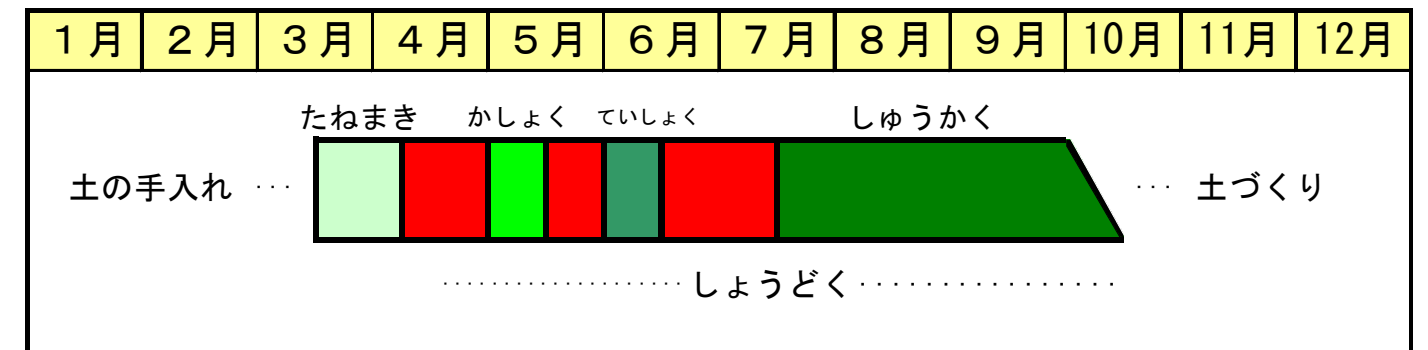 1月 2月 3月 4月 5月 6月 7月 8月 9月 10月 11月 12月
たねまき かしょく ていしょく しゅうかく
土の手入れ ··· ··· 土づくり
···················しょうどく················